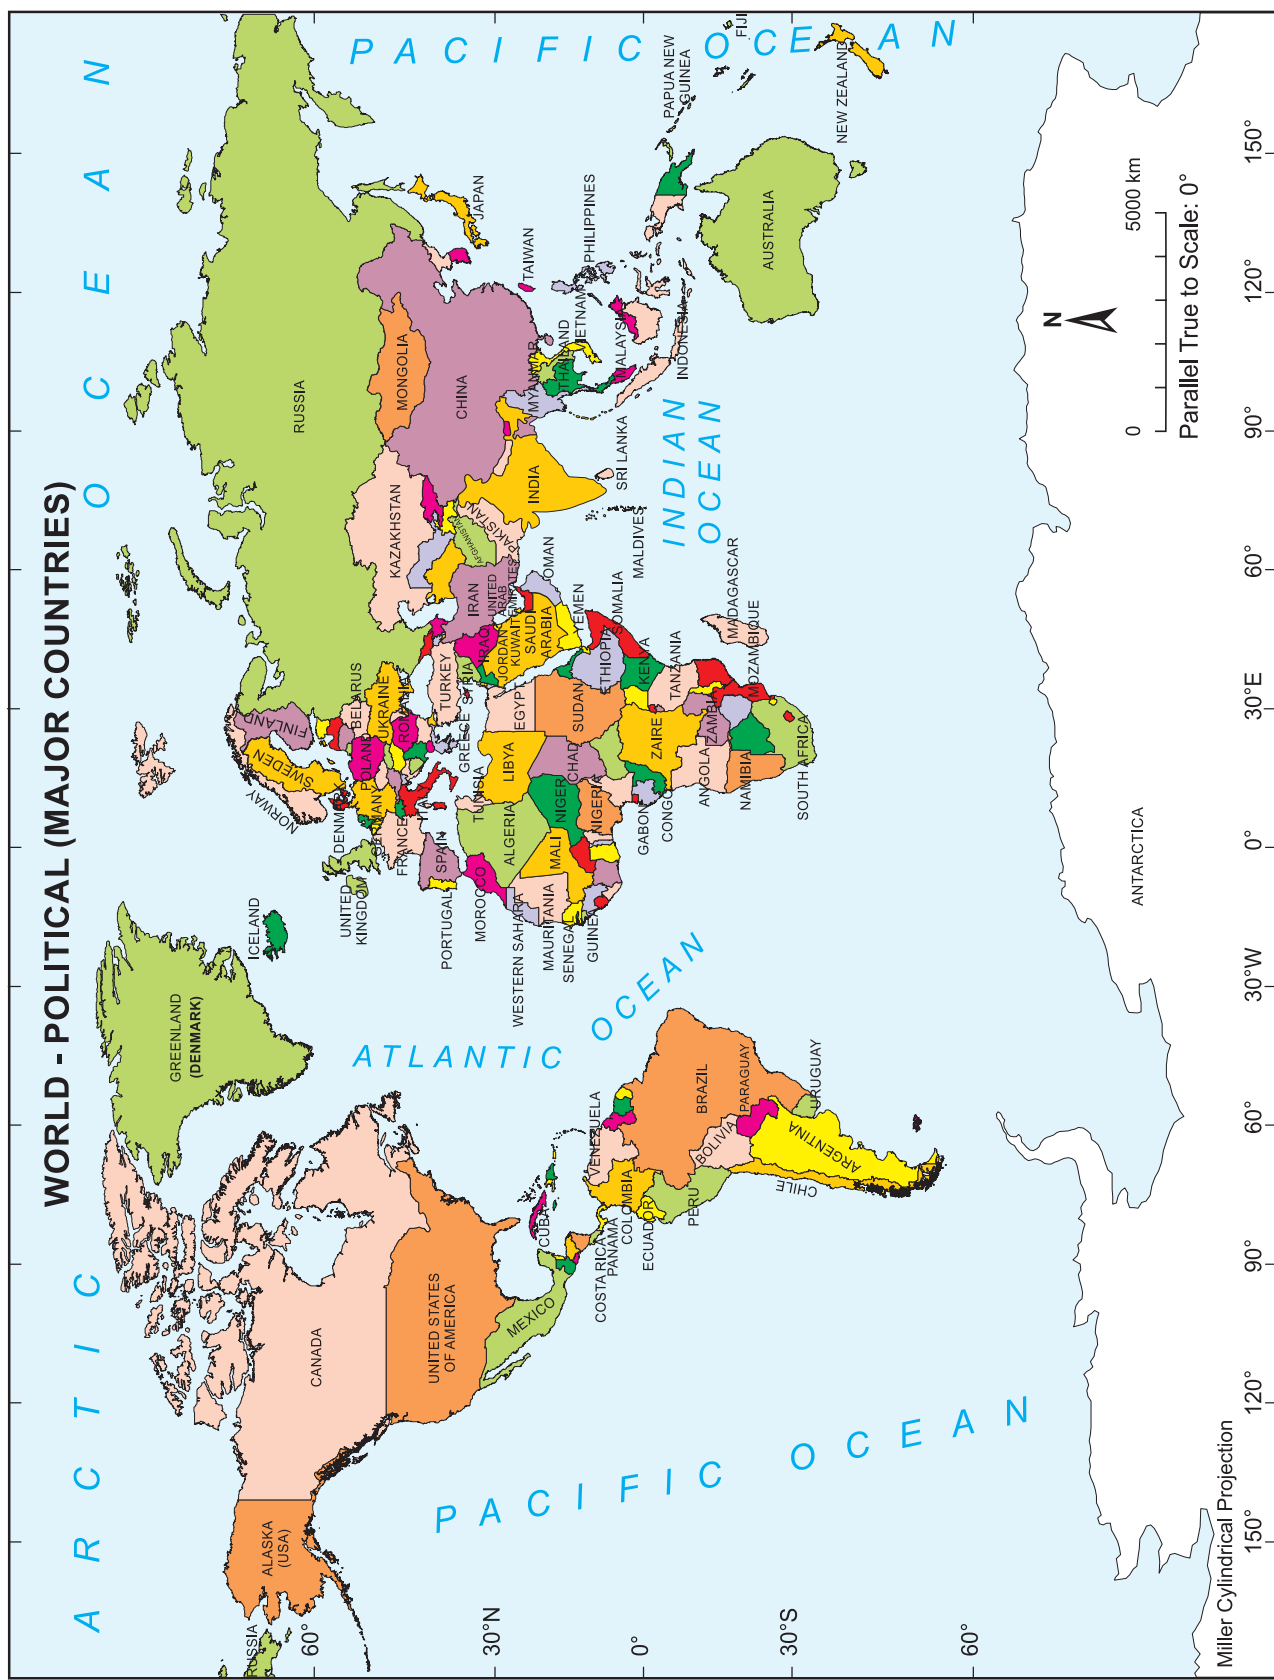 WORLD - POLITICAL (MAJOR COUNTRIES)
ARCTIC OCEAN
RUSSIA
ALASKA
(USA)
CANADA
GREENLAND
(DENMARK)
ICELAND
UNITED STATES
OF AMERICA
MEXICO
CUBA
COSTA RICA
PANAMA
VENEZUELA
COLOMBIA
ECUADOR
PERU
BRAZIL
BOLIVIA
PARAGUAY
URUGUAY
ARGENTINA
CHILE
ATLANTIC
OCEAN
PACIFIC OCEAN
NORWAY
SWEDEN
FINLAND
UNITED
KINGDOM
DENMARK
GERMANY
POLAND
BELARUS
UKRAINE
ROMANIA
FRANCE
ITALY
SPAIN
PORTUGAL
GREECE
TURKEY
SYRIA
IRAQ
IRAN
JORDAN
KUWAIT
UNITED
ARAB
EMIRATES
SAUDI
ARABIA
OMAN
YEMEN
MOROCCO
TUNISIA
ALGERIA
LIBYA
EGYPT
WESTERN SAHARA
MAURITANIA
MALI
NIGER
CHAD
SUDAN
SENEGAL
GUINEA
NIGERIA
ETHIOPIA
SOMALIA
KENYA
GABON
CONGO
ZAIRE
TANZANIA
ANGOLA
ZAMBIA
MOZAMBIQUE
MADAGASCAR
NAMIBIA
SOUTH AFRICA
RUSSIA
KAZAKHSTAN
MONGOLIA
CHINA
AFGHANISTAN
PAKISTAN
INDIA
SRI LANKA
MALDIVES
MYANMAR
THAILAND
VIETNAM
MALAYSIA
INDONESIA
PHILIPPINES
TAIWAN
JAPAN
PAPUA NEW
GUINEA
FIJI
AUSTRALIA
NEW ZEALAND
INDIAN
OCEAN
PACIFIC OCEAN
ANTARCTICA
N
0 5000 km
Parallel True to Scale: 0°
60°
30°N
0°
30°S
60°
Miller Cylindrical Projection
150° 120° 90° 60° 30°W 0° 30°E 60° 90° 120° 150°